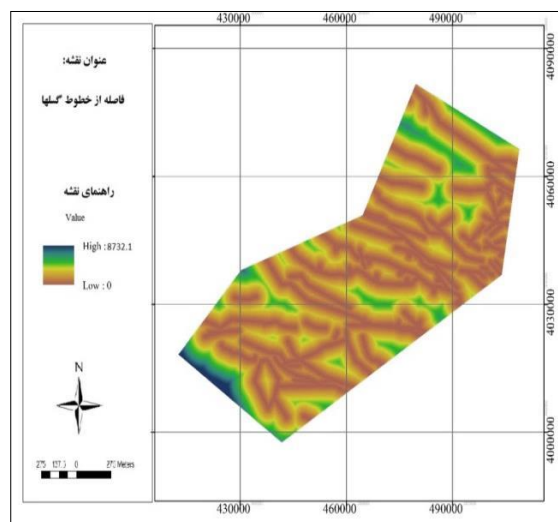 430000 460000 490000
عنوان نقشه:
فاصله از خطوط گسلها
راهنمای نقشه
Value
High : 8732.1
Low : 0
N
275 137.5 0 275 Meters
4090000
4060000
4030000
4000000
430000 460000 490000